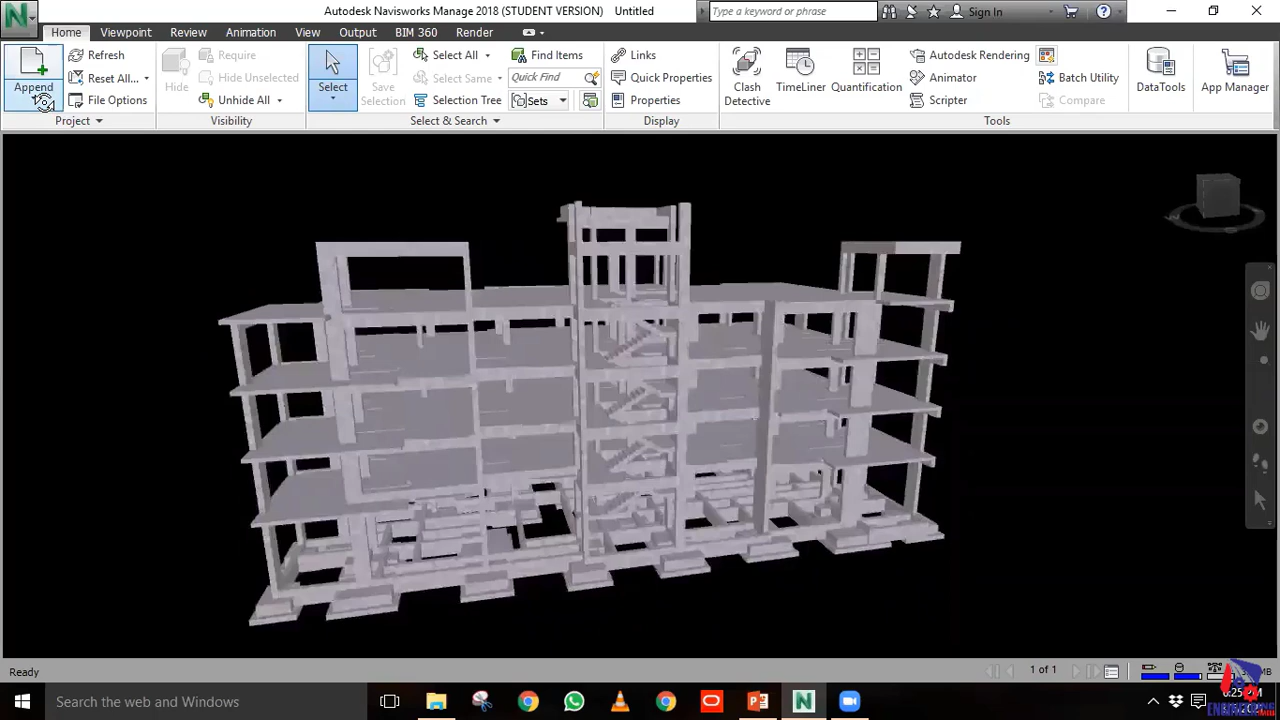 Autodesk Navisworks Manage 2018 (STUDENT VERSION) Untitled
Type a keyword or phrase
Sign In
Home Viewpoint Review Animation View Output BIM 360 Render
Append
Refresh
Reset All...
File Options
Project
Hide
Require
Hide Unselected
Unhide All
Visibility
Select
Save Selection
Select All
Select Same
Selection Tree
Find Items
Quick Find
Sets
Select & Search
Links
Quick Properties
Properties
Display
Clash Detective
TimeLiner
Quantification
Autodesk Rendering
Animator
Scripter
Batch Utility
Compare
DataTools
App Manager
Tools
Ready
1 of 1
Search the web and Windows
ENGINEERING